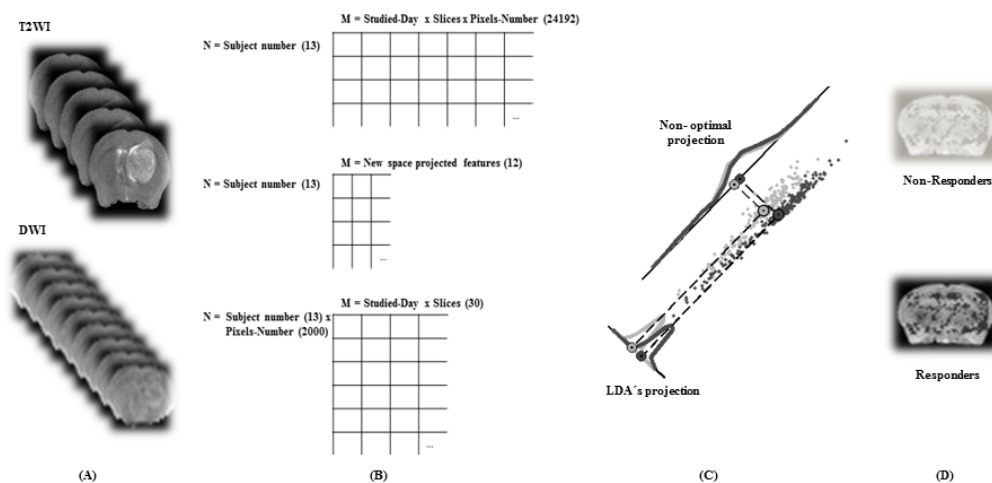 T2WI
DWI
(A)
M = Studied-Day x Slices x Pixels-Number (24192)
N = Subject number (13)
...
M = New space projected features (12)
N = Subject number (13)
...
M = Studied-Day x Slices (30)
N = Subject number (13) x
Pixels-Number (2000)
...
(B)
Non- optimal
projection
LDA´s projection
(C)
Non-Responders
Responders
(D)